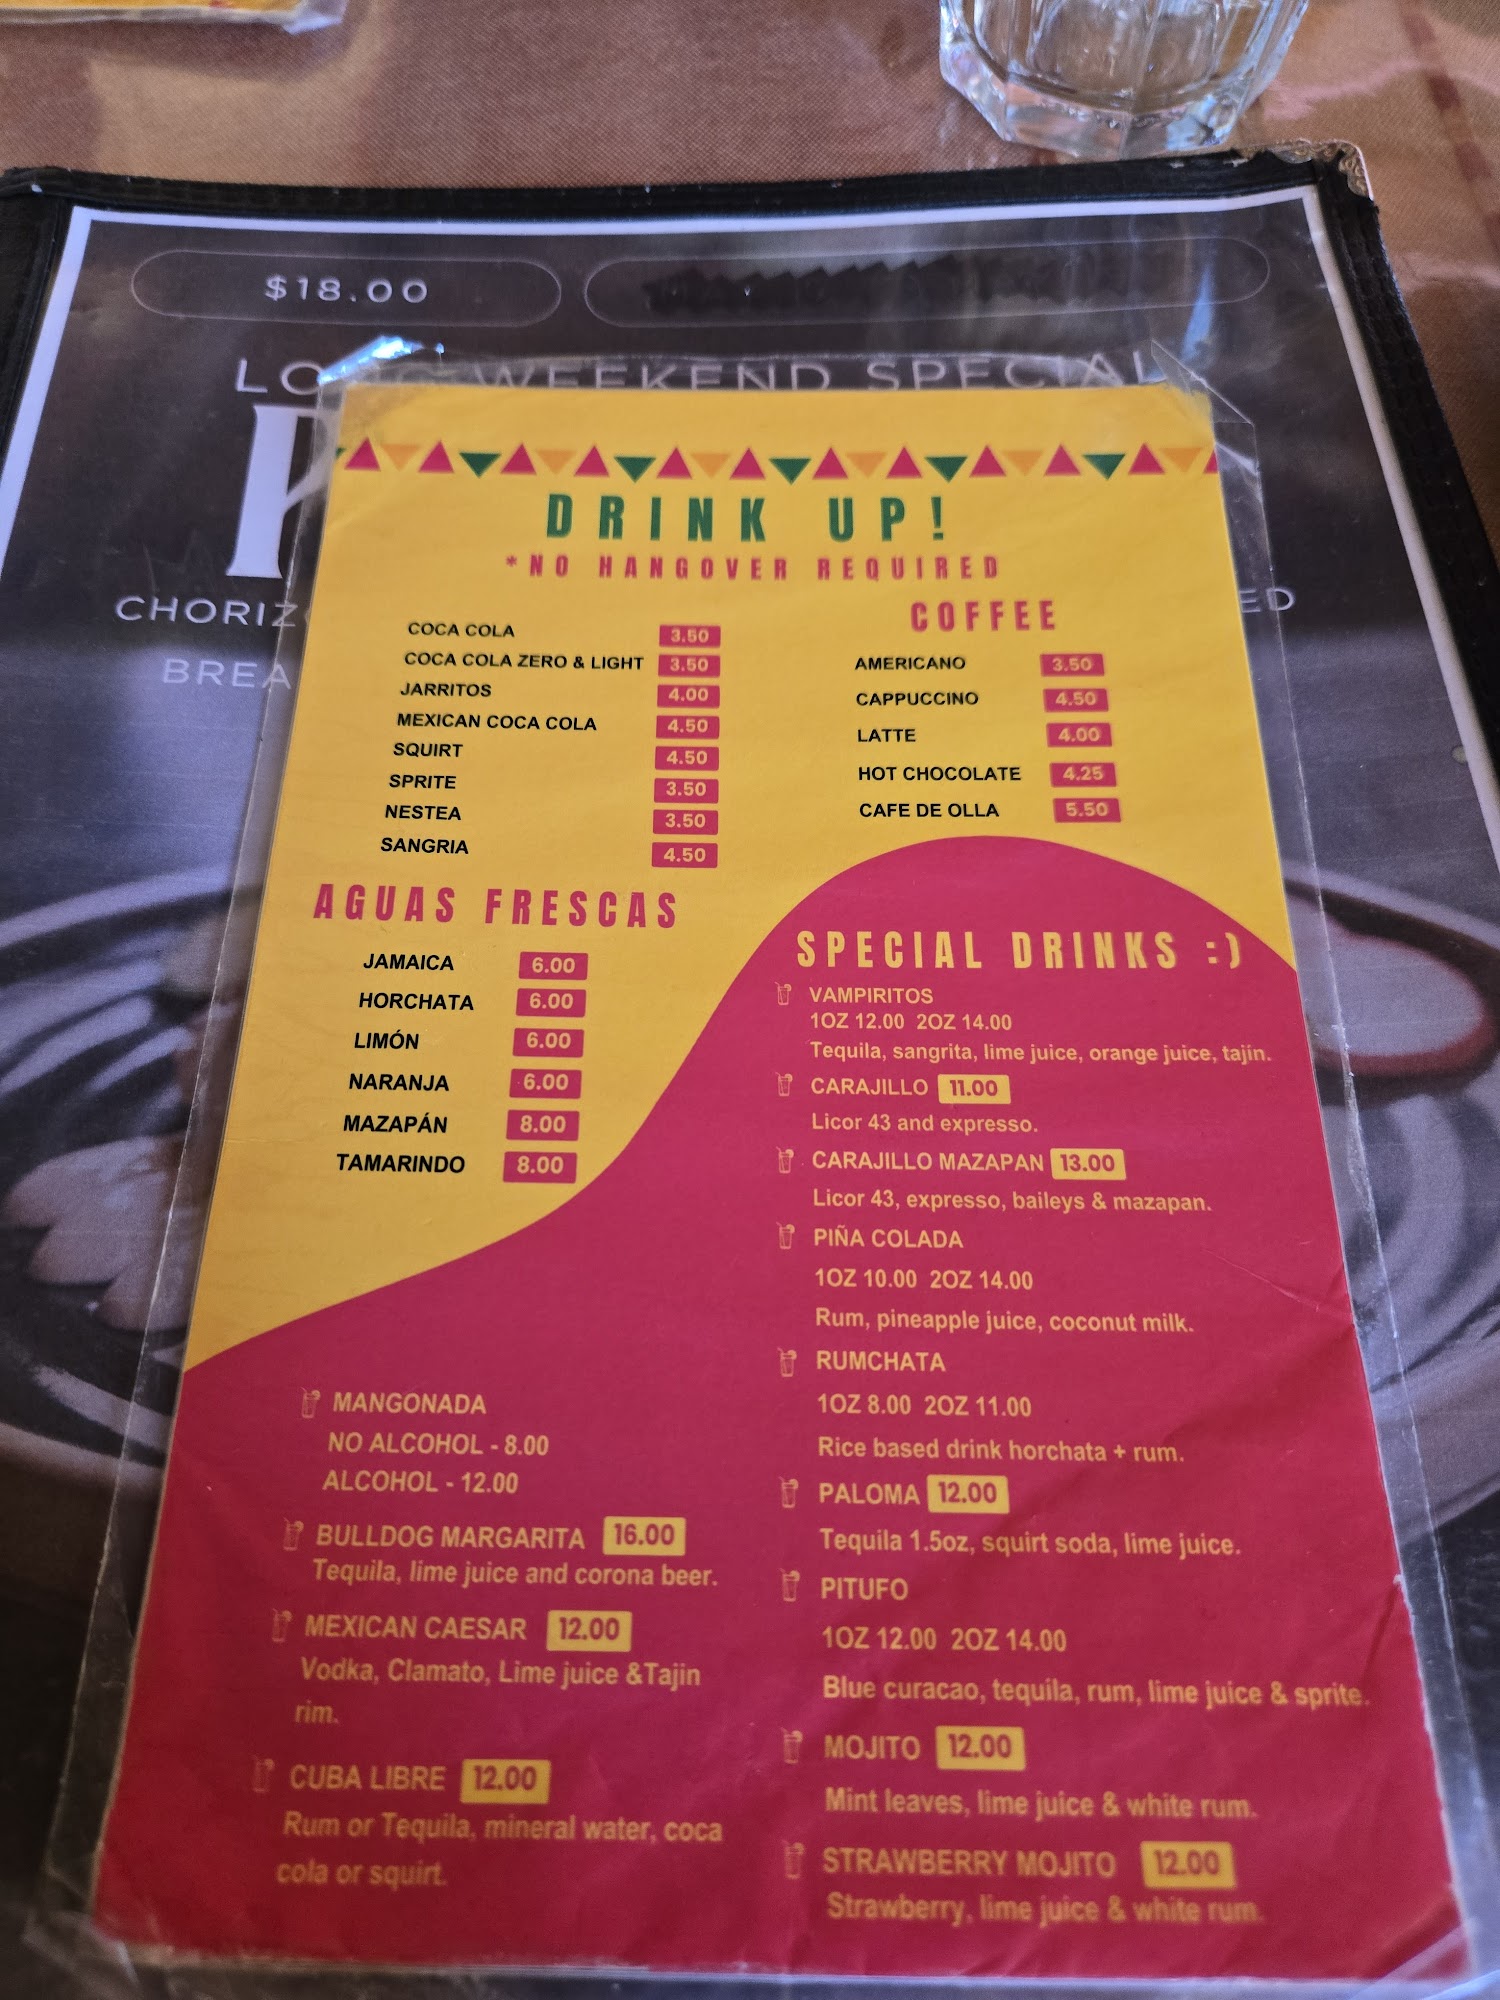 $18.00
WEEKEND SPECIAL
DRINK UP!
*NO HANGOVER REQUIRED
COCA COLA 3.50
COCA COLA ZERO & LIGHT 3.50
JARRITOS 4.00
MEXICAN COCA COLA 4.50
SQUIRT 4.50
SPRITE 3.50
NESTEA 3.50
SANGRIA 4.50
COFFEE
AMERICANO 3.50
CAPPUCCINO 4.50
LATTE 4.00
HOT CHOCOLATE 4.25
CAFE DE OLLA 5.50
AGUAS FRESCAS
JAMAICA 6.00
HORCHATA 6.00
LIMÓN 6.00
NARANJA 6.00
MAZAPÁN 8.00
TAMARINDO 8.00
MANGONADA
NO ALCOHOL - 8.00
ALCOHOL - 12.00
BULLDOG MARGARITA 16.00
Tequila, lime juice and corona beer.
MEXICAN CAESAR 12.00
Vodka, Clamato, Lime juice &Tajin
rim.
CUBA LIBRE 12.00
Rum or Tequila, mineral water, coca
cola or squirt.
SPECIAL DRINKS :)
VAMPIRITOS
1OZ 12.00 2OZ 14.00
Tequila, sangrita, lime juice, orange juice, tajín.
CARAJILLO 11.00
Licor 43 and expresso.
CARAJILLO MAZAPAN 13.00
Licor 43, expresso, baileys & mazapan.
PIÑA COLADA
1OZ 10.00 2OZ 14.00
Rum, pineapple juice, coconut milk.
RUMCHATA
1OZ 8.00 2OZ 11.00
Rice based drink horchata + rum.
PALOMA 12.00
Tequila 1.5oz, squirt soda, lime juice.
PITUFO
1OZ 12.00 2OZ 14.00
Blue curacao, tequila, rum, lime juice & sprite.
MOJITO 12.00
Mint leaves, lime juice & white rum.
STRAWBERRY MOJITO 12.00
Strawberry, lime juice & white rum.